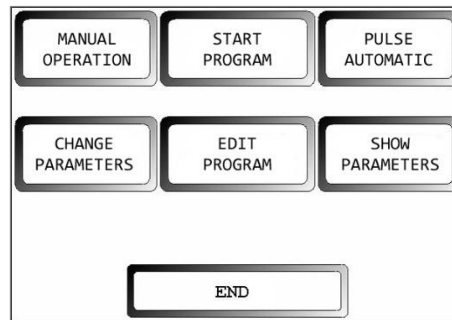 MANUAL
OPERATION
START
PROGRAM
PULSE
AUTOMATIC
CHANGE
PARAMETERS
EDIT
PROGRAM
SHOW
PARAMETERS
END